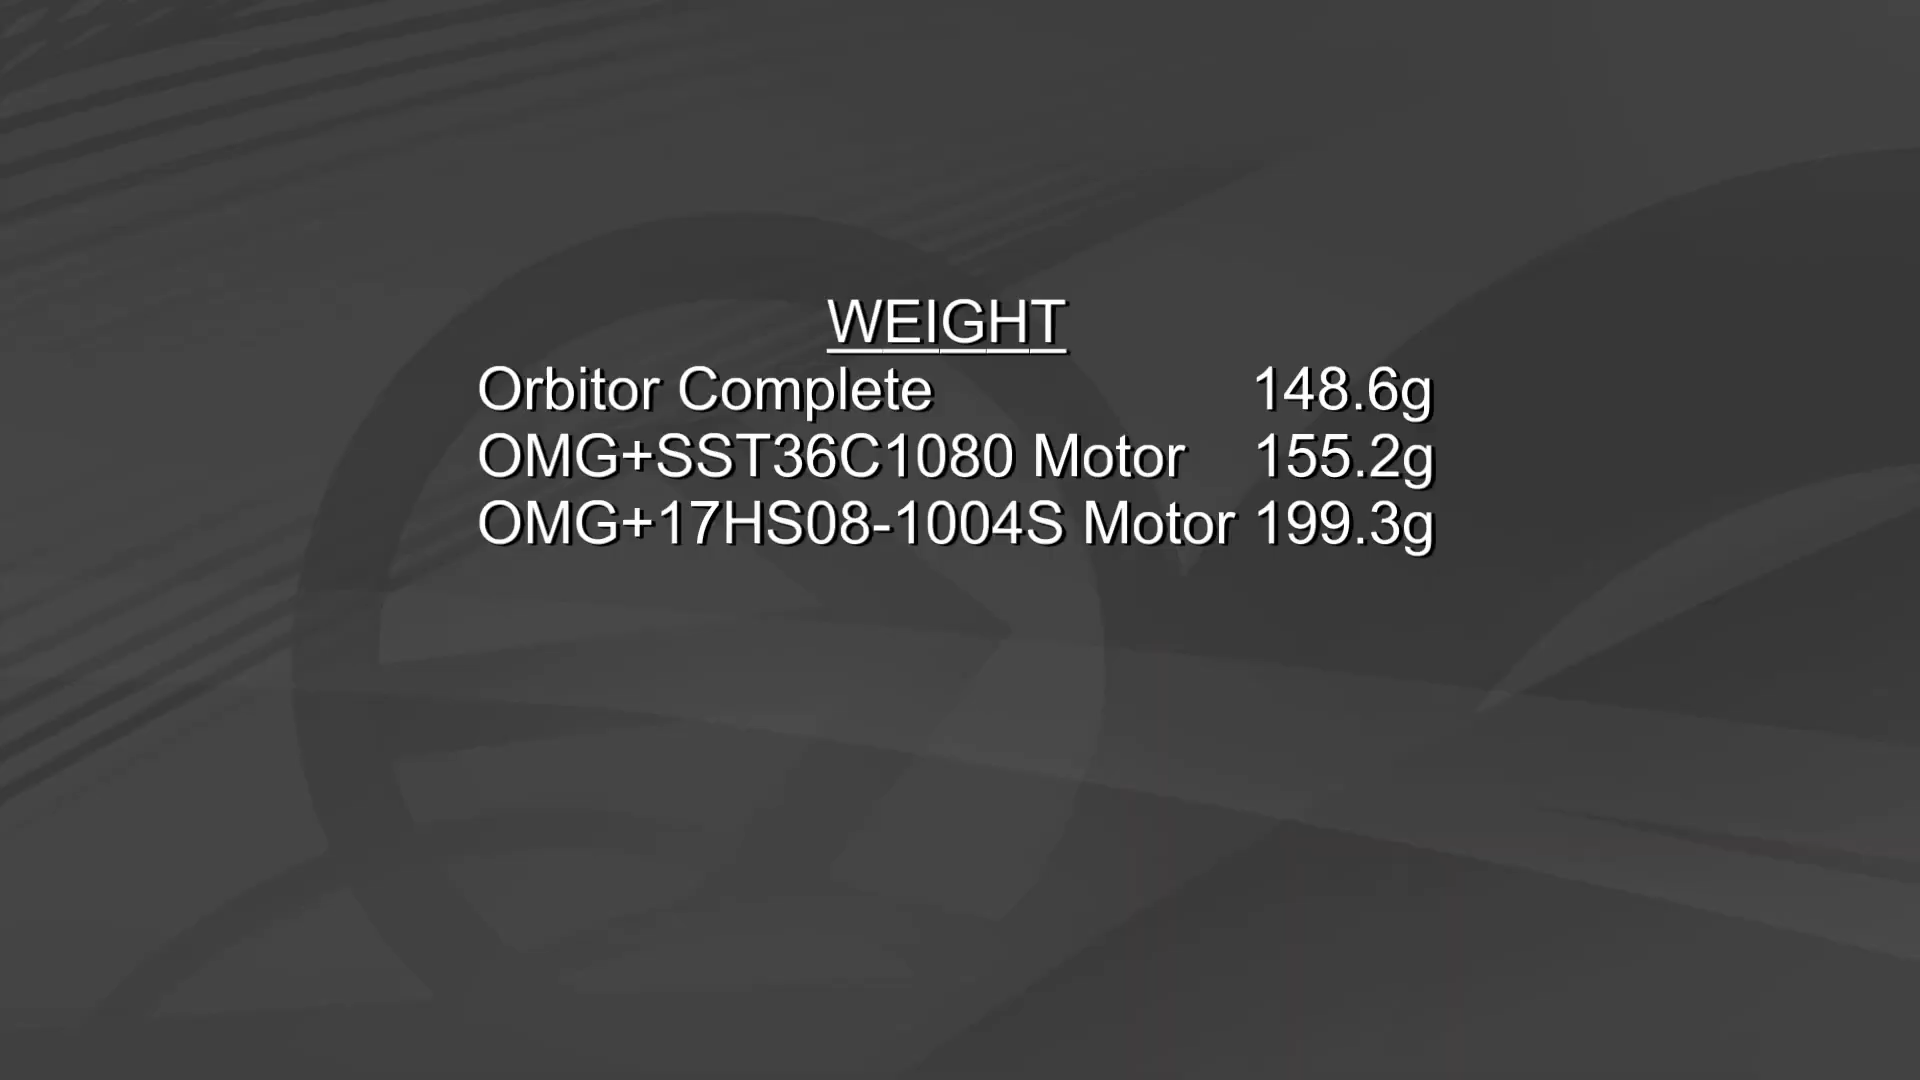 WEIGHT
Orbitor Complete 148.6g
OMG+SST36C1080 Motor 155.2g
OMG+17HS08-1004S Motor 199.3g